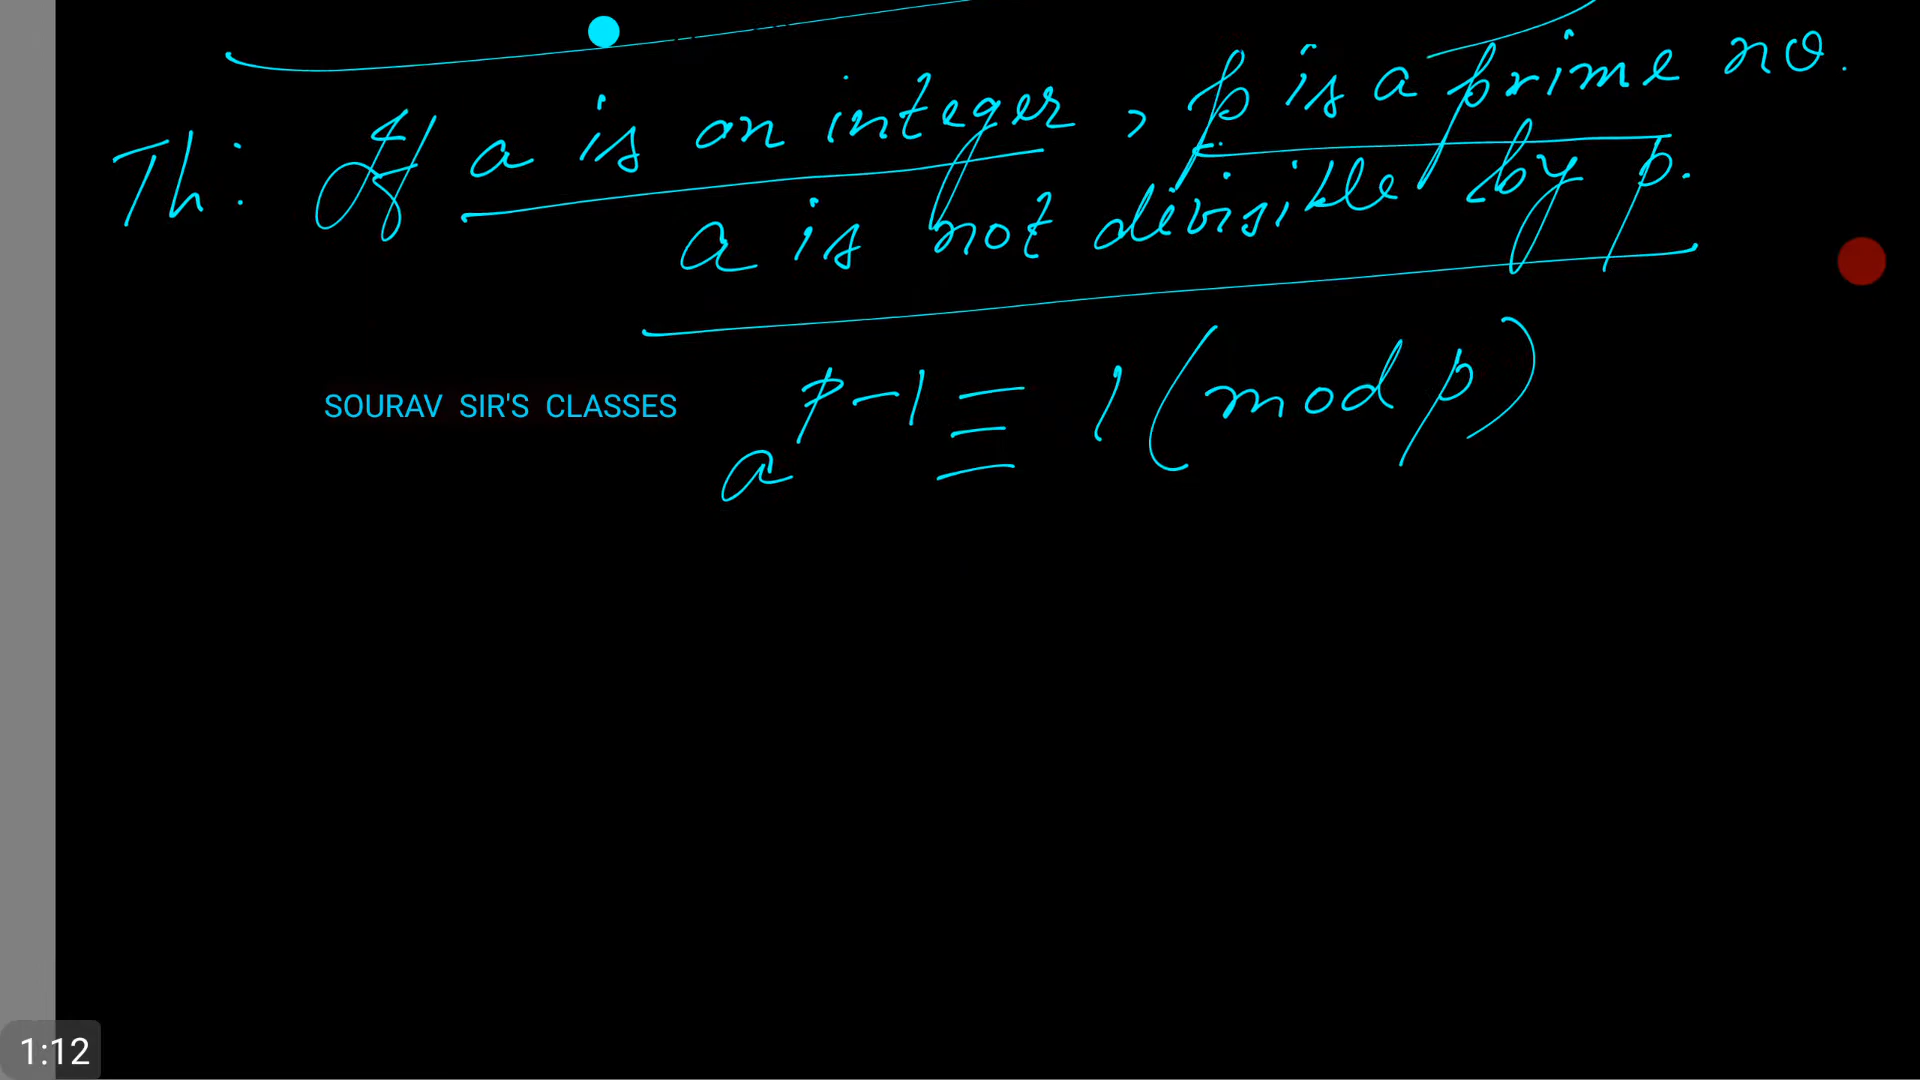 Th: If a is an integer, p is a prime no.
a is not divisible by p.
SOURAV SIR'S CLASSES
a^{p-1} ≡ 1 (mod p)
1:12